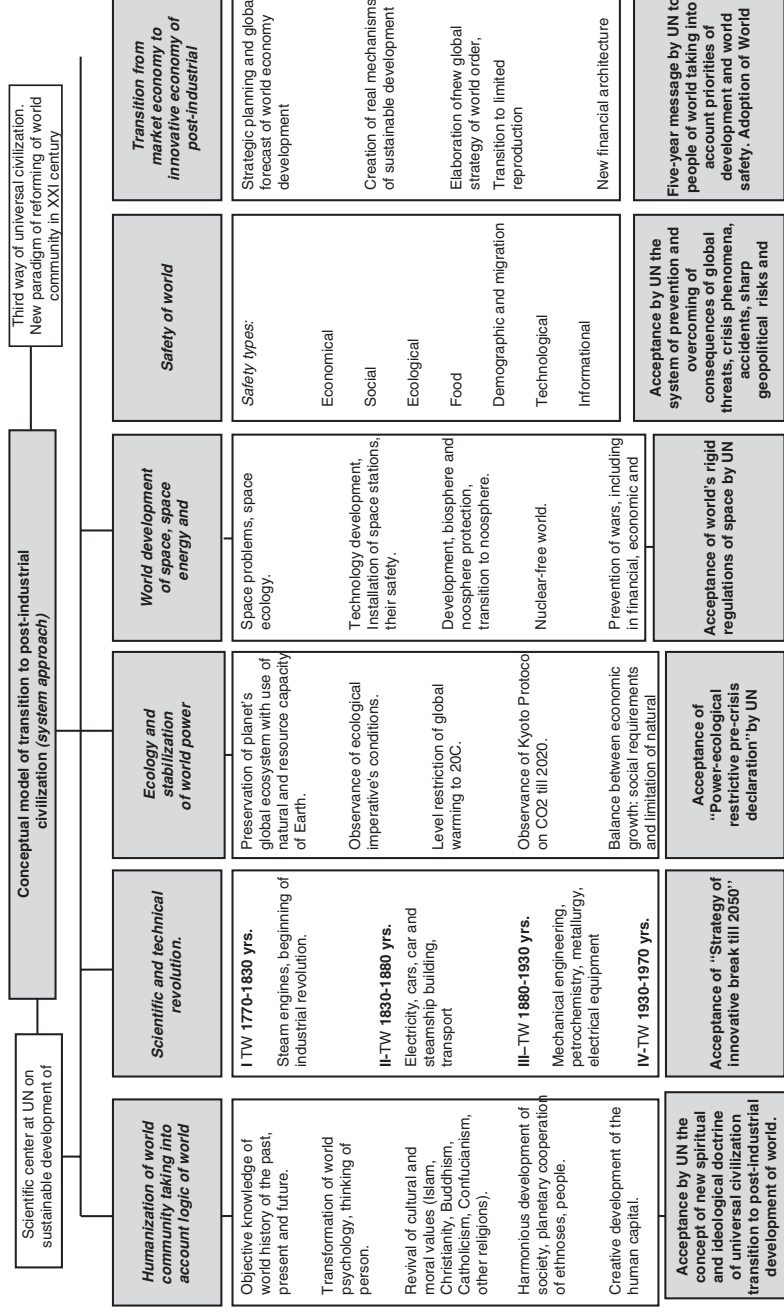 Scientific center at UN on
sustainable development of
Conceptual model of transition to post-industrial
civilization (system approach)
Third way of universal civilization.
New paradigm of reforming of world
community in XXI century
Humanization of world
community taking into
account logic of world
Objective knowledge of
world history of the past,
present and future.
Transformation of world
psychology, thinking of
person.
Revival of cultural and
moral values (Islam,
Christianity, Buddhism,
Catholicism, Confucianism,
other religions).
Harmonious development of
society, planetary cooperation
of ethnoses, people.
Creative development of the
human capital.
Acceptance by UN the
concept of new spiritual
and ideological doctrine
of universal civilization
transition to post-industrial
development of world.
Scientific and technical
revolution.
I TW 1770-1830 yrs.
Steam engines, beginning of
industrial revolution.
II-TW 1830-1880 yrs.
Electricity, cars, car and
steamship building,
transport
III–TW 1880-1930 yrs.
Mechanical engineering,
petrochemistry, metallurgy,
electrical equipment
IV-TW 1930-1970 yrs.
Acceptance of “Strategy of
innovative break till 2050”
Ecology and
stabilization
of world power
Preservation of planet's
global ecosystem with use of
natural and resource capacity
of Earth.
Observance of ecological
imperative's conditions.
Level restriction of global
warming to 20C.
Observance of Kyoto Protoco
on CO2 till 2020.
Balance between economic
growth: social requirements
and limitation of natural
Acceptance of
“Power-ecological
restrictive pre-crisis
declaration”by UN
World development
of space, space
energy and
Space problems, space
ecology.
Technology development,
Installation of space stations,
their safety.
Development, biosphere and
noosphere protection,
transition to noosphere.
Nuclear-free world.
Prevention of wars, including
in financial, economic and
Acceptance of world's rigid
regulations of space by UN
Safety of world
Safety types:
Economical
Social
Ecological
Food
Demographic and migration
Technological
Informational
Acceptance by UN the
system of prevention and
overcoming of
consequences of global
threats, crisis phenomena,
accidents, sharp
geopolitical risks and
Transition from
market economy to
innovative economy of
post-industrial
Strategic planning and globa
forecast of world economy
development
Creation of real mechanisms
of sustainable development
Elaboration ofnew global
strategy of world order,
Transition to limited
reproduction
New financial architecture
Five-year message by UN to
people of world taking into
account priorities of
development and world
safety. Adoption of World